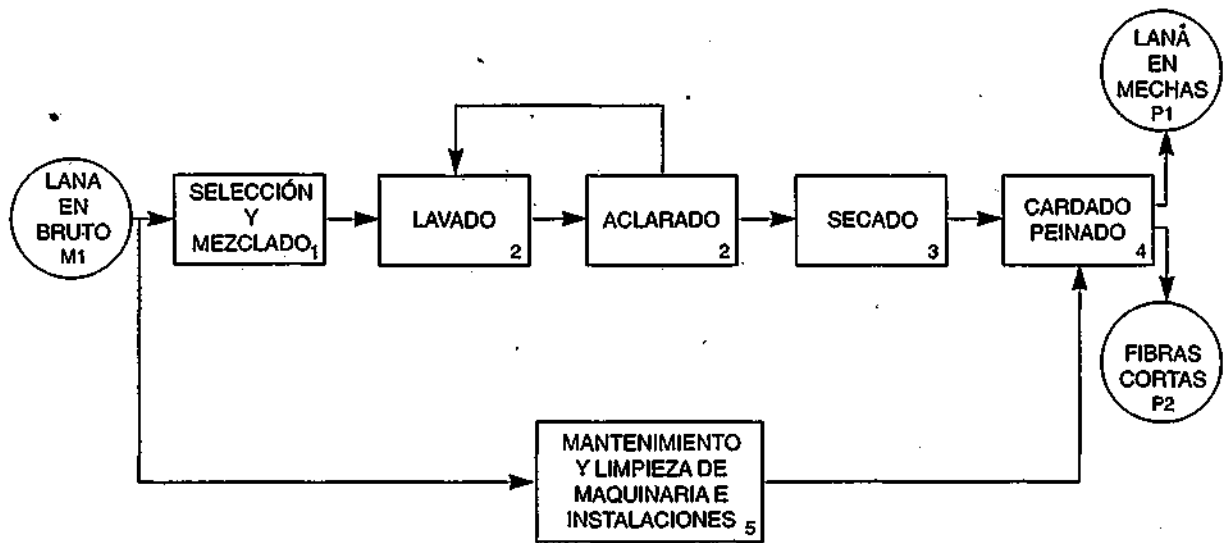 LANA
EN
BRUTO
M1
SELECCIÓN
Y
MEZCLADO 1
LAVADO
2
ACLARADO
2
SECADO
3
CARDADO
PEINADO
4
LANA
EN
MECHAS
P1
FIBRAS
CORTAS
P2
MANTENIMIENTO
Y LIMPIEZA DE
MAQUINARIA E
INSTALACIONES 5